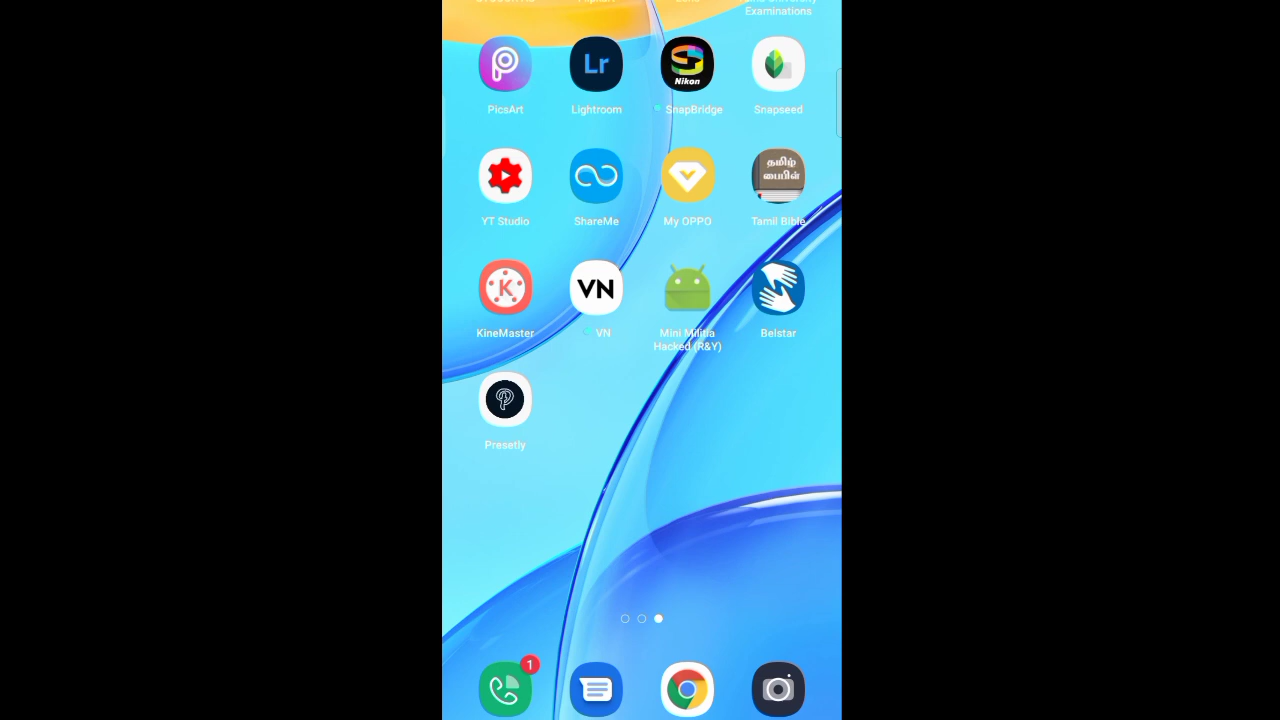 Examinations
Lr
Nikon
PicsArt
Lightroom
SnapBridge
Snapseed
தமிழ்
பைபிள்
YT Studio
ShareMe
My OPPO
Tamil Bible
K
VN
KineMaster
VN
Mini Militia
Hacked (R&Y)
Belstar
Presetly
1